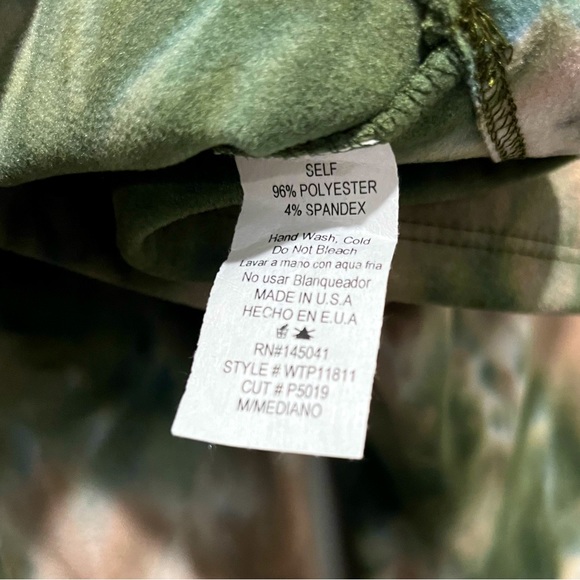 SELF
96% POLYESTER
4% SPANDEX
Hand Wash, Cold
Do Not Bleach
Lavar a mano con aqua fria
No usar Blanqueador
MADE IN U.S.A
HECHO EN E.U.A
RN#145041
STYLE # WTP11811
CUT # P5019
M/MEDIANO